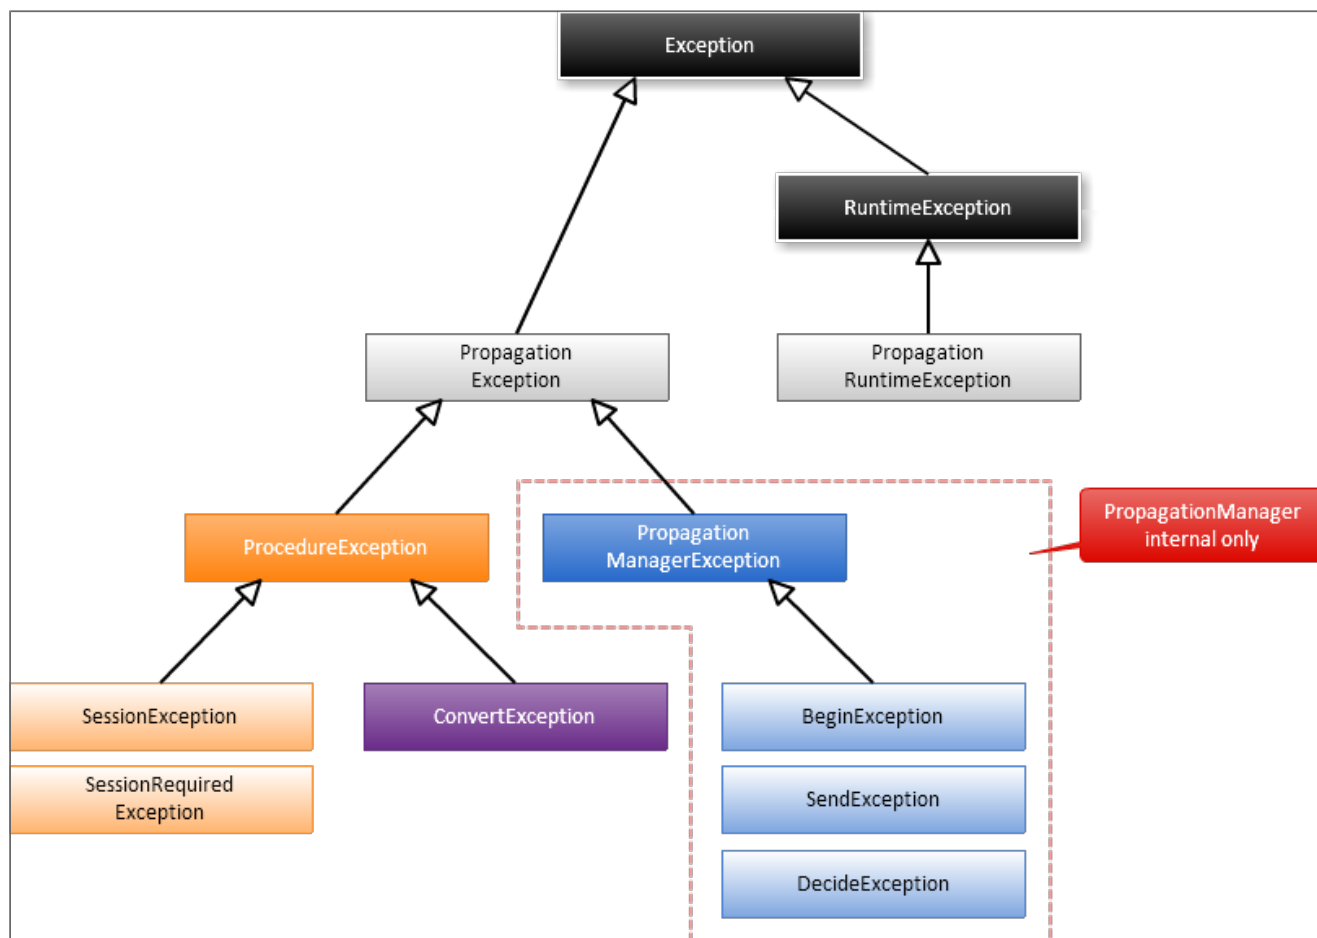 Exception
RuntimeException
Propagation
Exception
Propagation
RuntimeException
PropagationManager
internal only
ProcedureException
Propagation
ManagerException
SessionException
ConvertException
BeginException
SessionRequired
Exception
SendException
DecideException